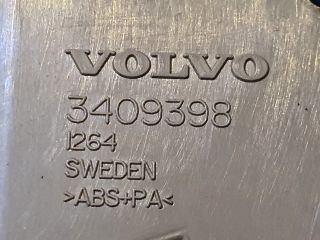 VOLVO
3409398
1264
SWEDEN
>ABS+PA<